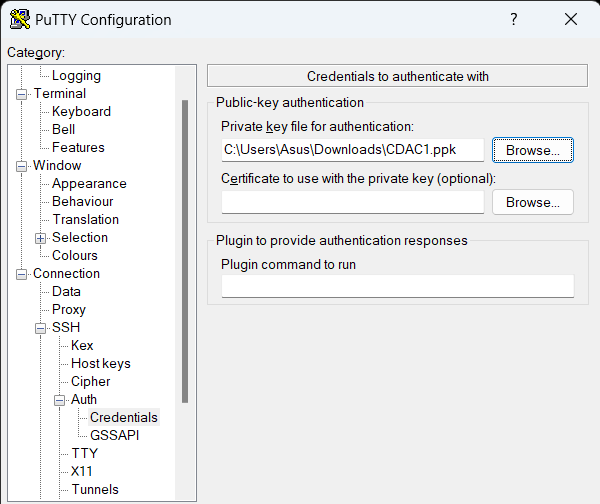 PuTTY Configuration
Category:
Logging
Terminal
Keyboard
Bell
Features
Window
Appearance
Behaviour
Translation
Selection
Colours
Connection
Data
Proxy
SSH
Kex
Host keys
Cipher
Auth
Credentials
GSSAPI
TTY
X11
Tunnels
Credentials to authenticate with
Public-key authentication
Private key file for authentication:
C:\Users\Asus\Downloads\CDAC1.ppk Browse...
Certificate to use with the private key (optional):
Browse...
Plugin to provide authentication responses
Plugin command to run